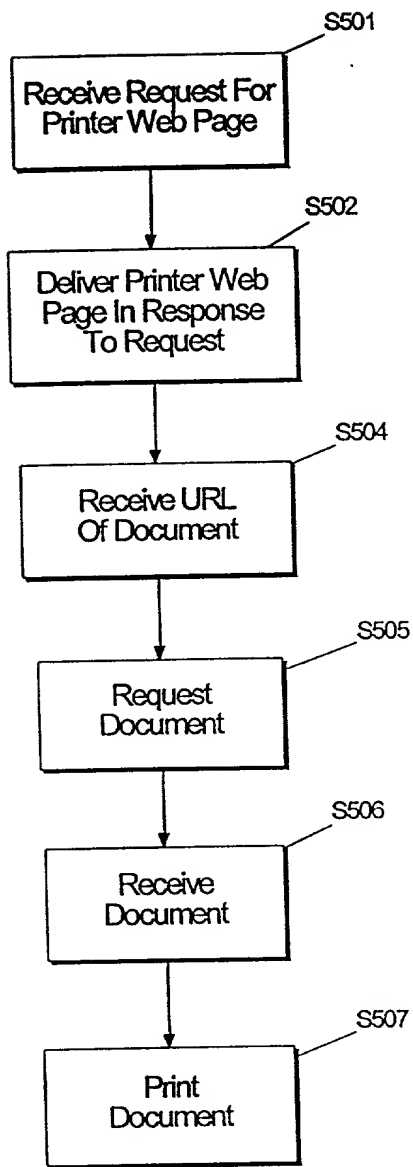 S501
Receive Request For
Printer Web Page
S502
Deliver Printer Web
Page In Response
To Request
S504
Receive URL
Of Document
S505
Request
Document
S506
Receive
Document
S507
Print
Document